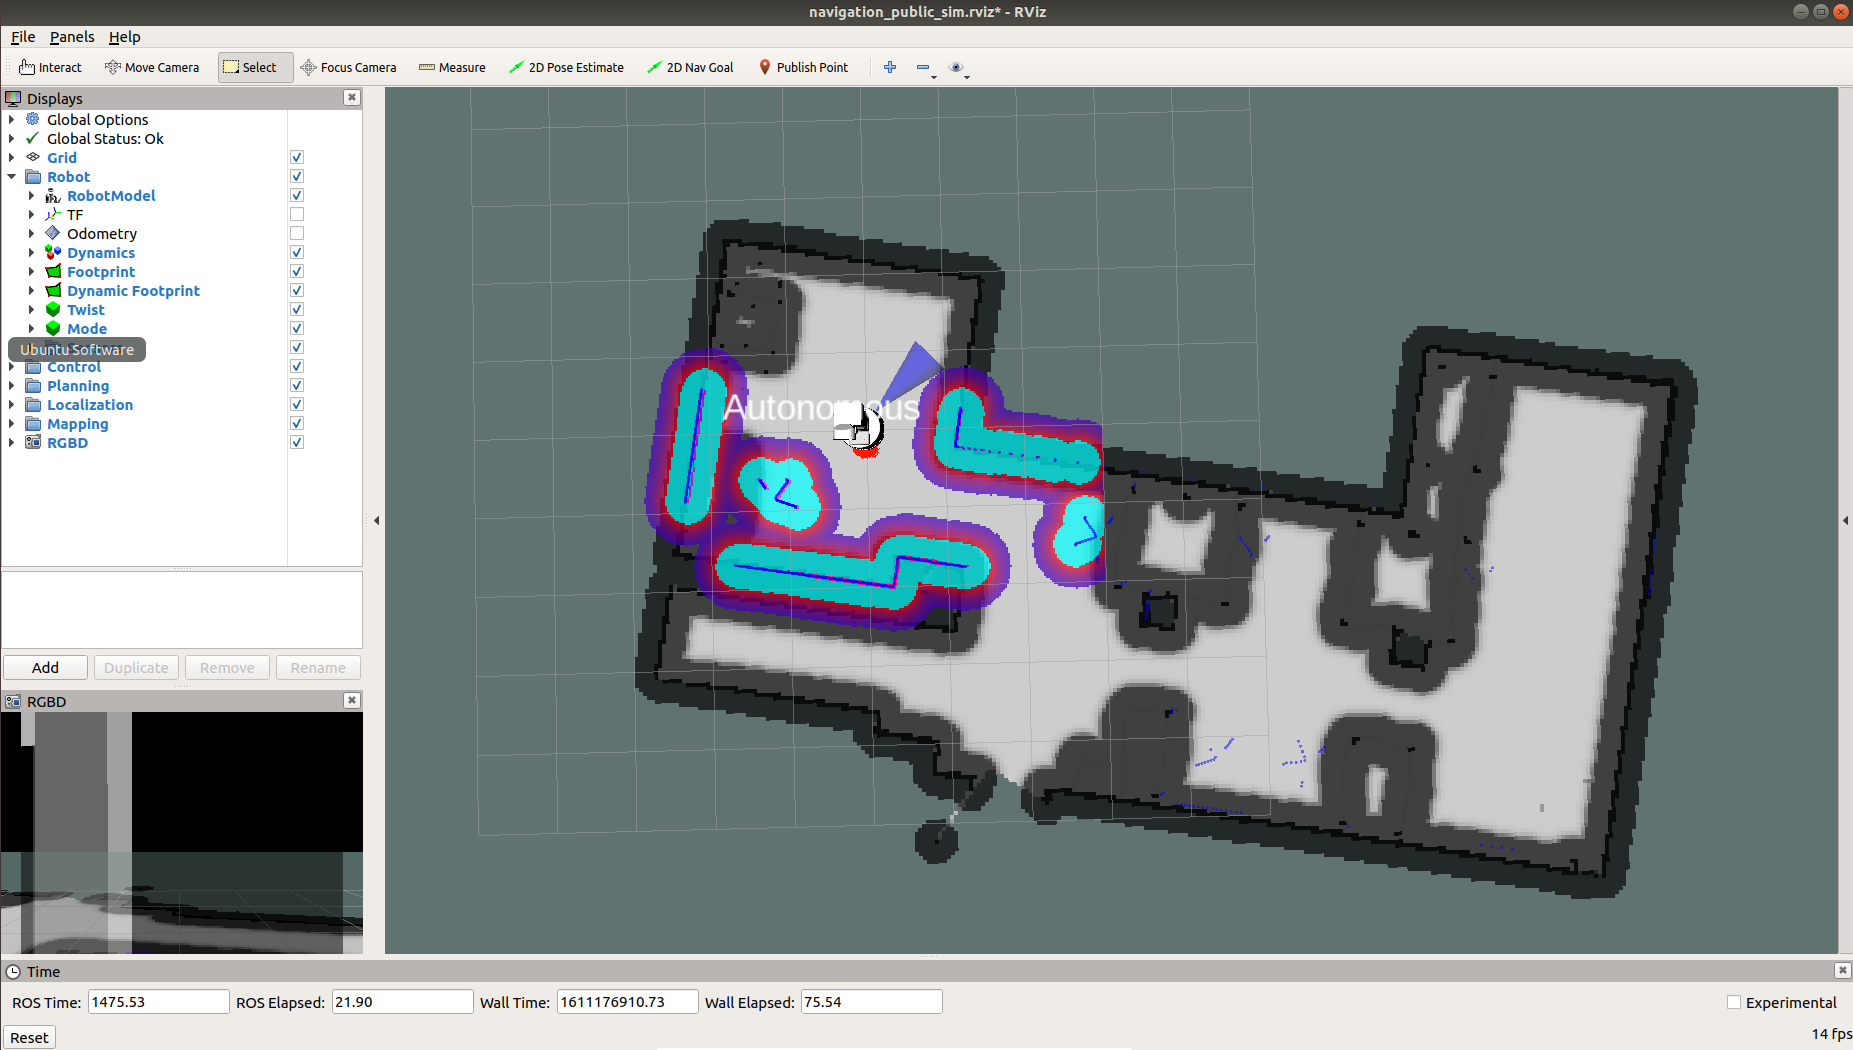 navigation_public_sim.rviz* - RViz
File Panels Help
Interact Move Camera Select Focus Camera Measure 2D Pose Estimate 2D Nav Goal Publish Point
Displays
Global Options
Global Status: Ok
Grid
Robot
RobotModel
TF
Odometry
Dynamics
Footprint
Dynamic Footprint
Twist
Mode
Ubuntu Software
Control
Planning
Localization
Mapping
RGBD
Add Duplicate Remove Rename
RGBD
Autonomous
Time
ROS Time: 1475.53 ROS Elapsed: 21.90 Wall Time: 1611176910.73 Wall Elapsed: 75.54 Experimental
Reset 14 fps